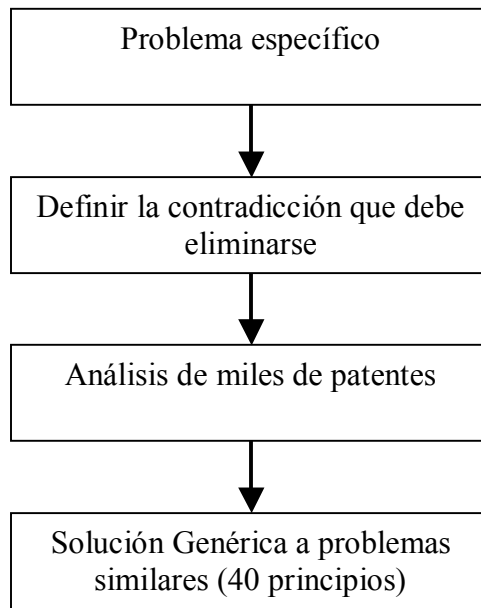 Problema específico
Definir la contradicción que debe
eliminarse
Análisis de miles de patentes
Solución Genérica a problemas
similares (40 principios)